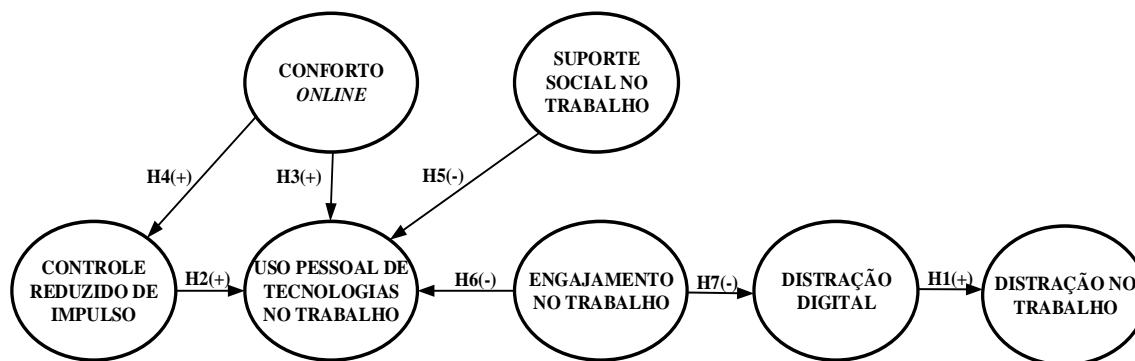 CONFORTO
ONLINE
SUPORTE
SOCIAL NO
TRABALHO
H4(+)
H3(+)
H5(-)
CONTROLE
REDUZIDO DE
IMPULSO
H2(+)
USO PESSOAL DE
TECNOLOGIAS
NO TRABALHO
H6(-)
ENGAJAMENTO
NO TRABALHO
H7(-)
DISTRAÇÃO
DIGITAL
H1(+)
DISTRAÇÃO NO
TRABALHO